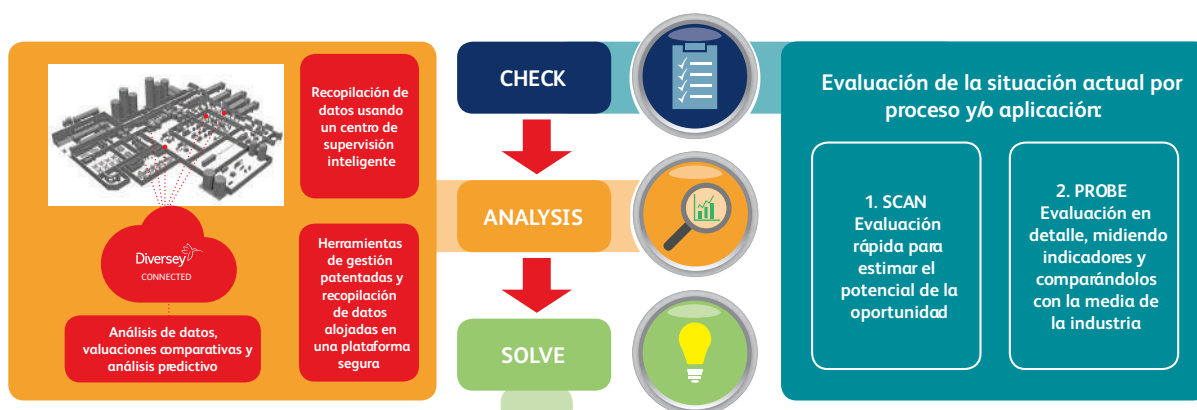 Recopilación de
datos usando
un centro de
supervisión
inteligente
Diversey
CONNECTED
Herramientas
de gestión
patentadas y
recopilación
de datos
alojadas en
una plataforma
segura
Análisis de datos,
valuaciones comparativas y
análisis predictivo
CHECK
ANALYSIS
SOLVE
Evaluación de la situación actual por
proceso y/o aplicación:
1. SCAN
Evaluación
rápida para
estimar el
potencial de la
oportunidad
2. PROBE
Evaluación en
detalle, midiendo
indicadores y
comparándolos
con la media de
la industria